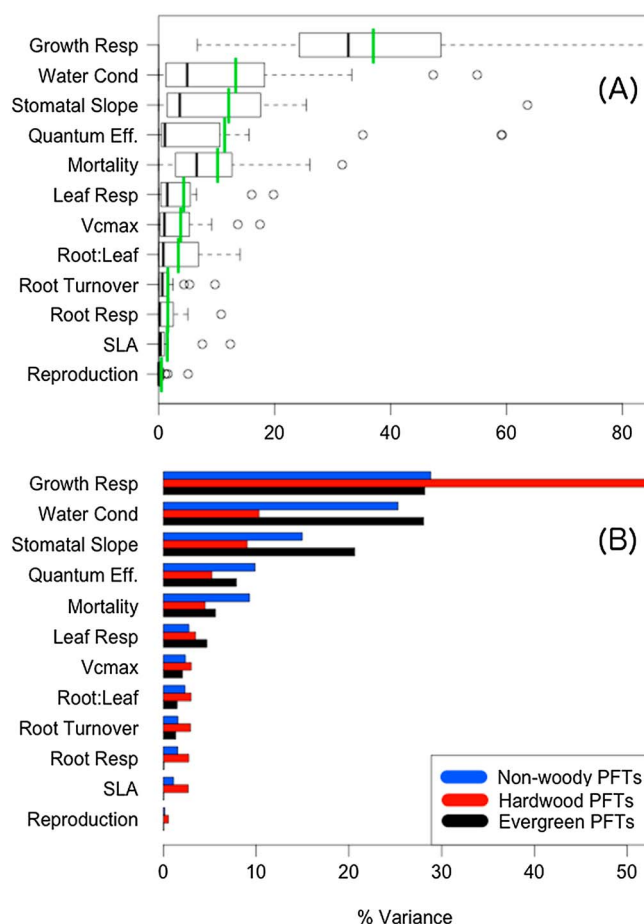 Growth Resp
Water Cond
(A)
Stomatal Slope
Quantum Eff.
Mortality
Leaf Resp
Vcmax
Root:Leaf
Root Turnover
Root Resp
SLA
Reproduction
0 20 40 60 80
Growth Resp
Water Cond
(B)
Stomatal Slope
Quantum Eff.
Mortality
Leaf Resp
Vcmax
Root:Leaf
Root Turnover
Root Resp
SLA
Reproduction
Non-woody PFTs
Hardwood PFTs
Evergreen PFTs
0 10 20 30 40 50
% Variance